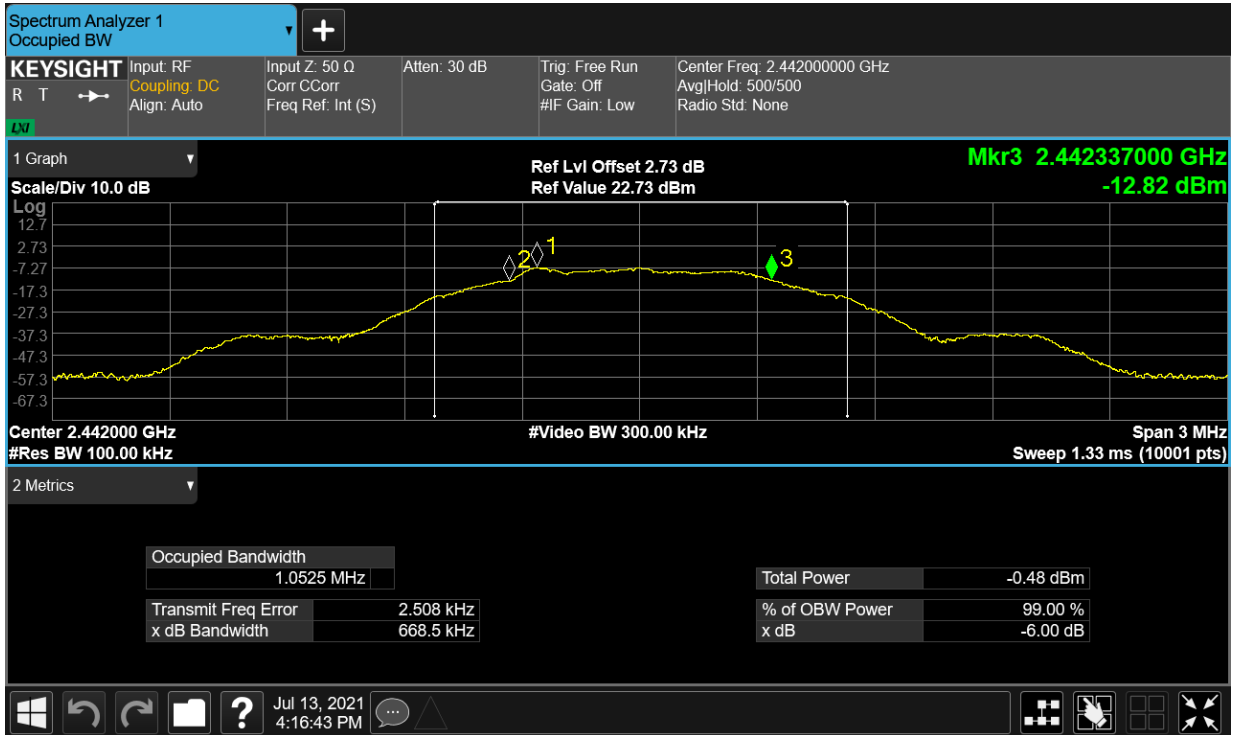 Spectrum Analyzer 1
Occupied BW
KEYSIGHT
R T
LXI
Input: RF
Coupling: DC
Align: Auto
Input Z: 50 Ω
Corr CCorr
Freq Ref: Int (S)
Atten: 30 dB
Trig: Free Run
Gate: Off
#IF Gain: Low
Center Freq: 2.442000000 GHz
Avg|Hold: 500/500
Radio Std: None
1 Graph
Scale/Div 10.0 dB
Ref Lvl Offset 2.73 dB
Ref Value 22.73 dBm
Mkr3 2.442337000 GHz
-12.82 dBm
Log
12.7
2.73
-7.27
-17.3
-27.3
-37.3
-47.3
-57.3
-67.3
2
1
3
Center 2.442000 GHz
#Res BW 100.00 kHz
#Video BW 300.00 kHz
Span 3 MHz
Sweep 1.33 ms (10001 pts)
2 Metrics
Occupied Bandwidth
1.0525 MHz
Transmit Freq Error 2.508 kHz
x dB Bandwidth 668.5 kHz
Total Power -0.48 dBm
% of OBW Power 99.00 %
x dB -6.00 dB
?
Jul 13, 2021
4:16:43 PM